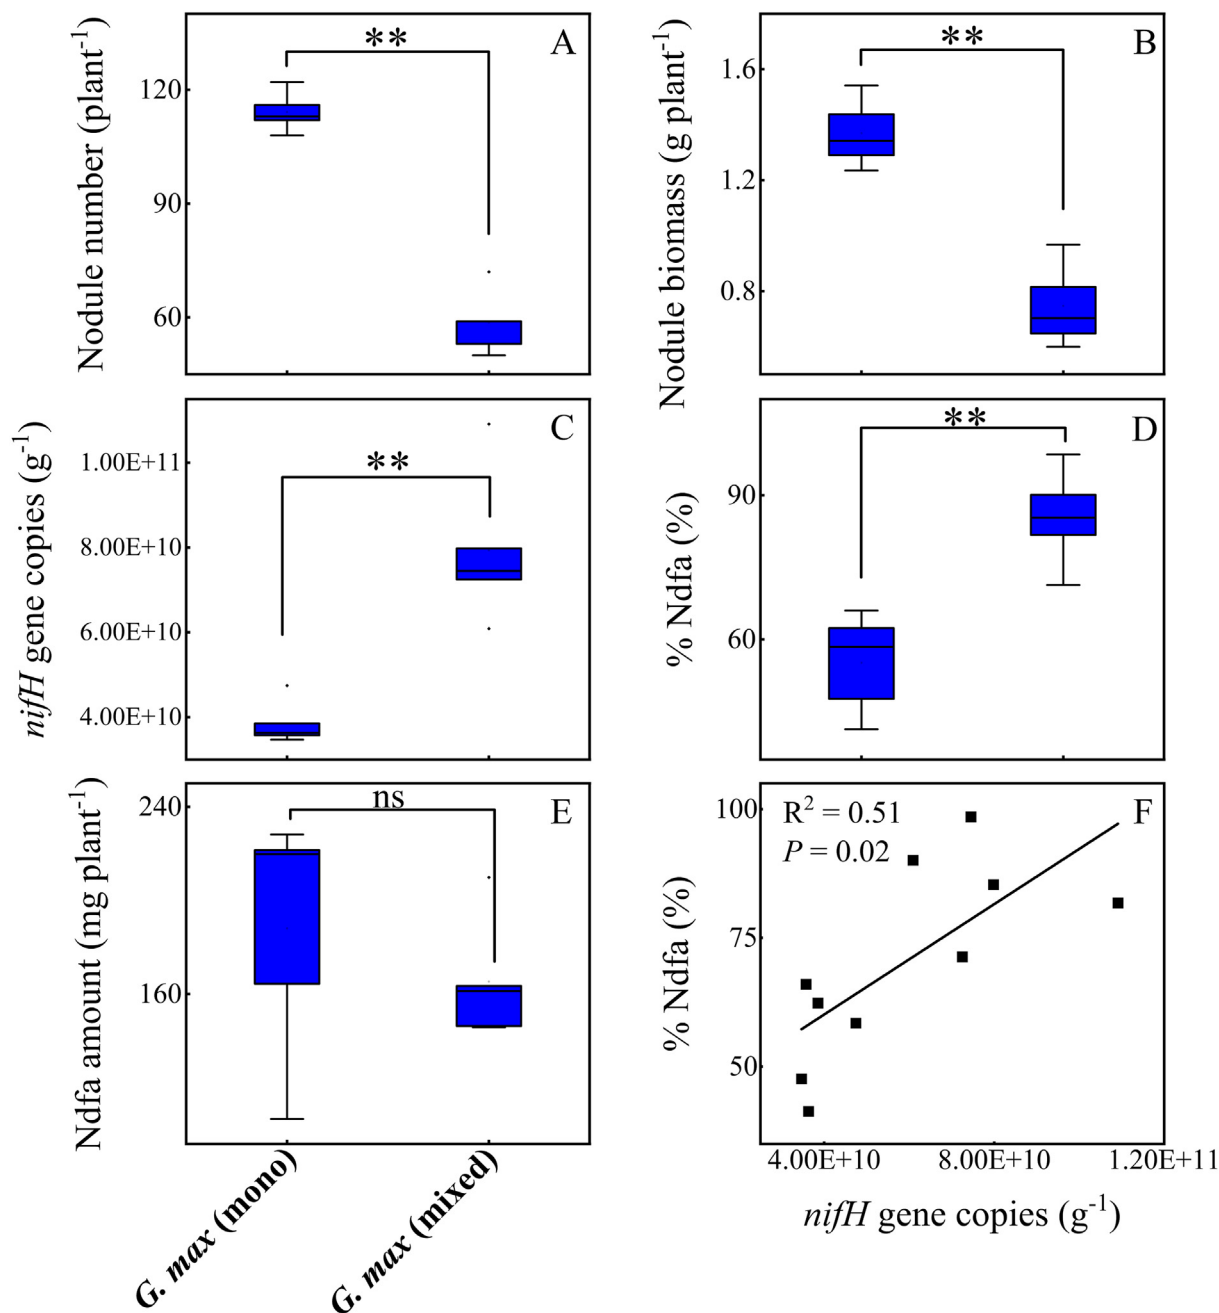 A
**
Nodule number (plant⁻¹)
120
90
60
B
**
Nodule biomass (g plant⁻¹)
1.6
1.2
0.8
C
**
nifH gene copies (g⁻¹)
1.00E+11
8.00E+10
6.00E+10
4.00E+10
D
**
% Ndfa (%)
90
60
E
ns
Ndfa amount (mg plant⁻¹)
240
160
G. max (mono)
G. max (mixed)
F
R² = 0.51
P = 0.02
% Ndfa (%)
100
75
50
4.00E+10
8.00E+10
1.20E+11
nifH gene copies (g⁻¹)